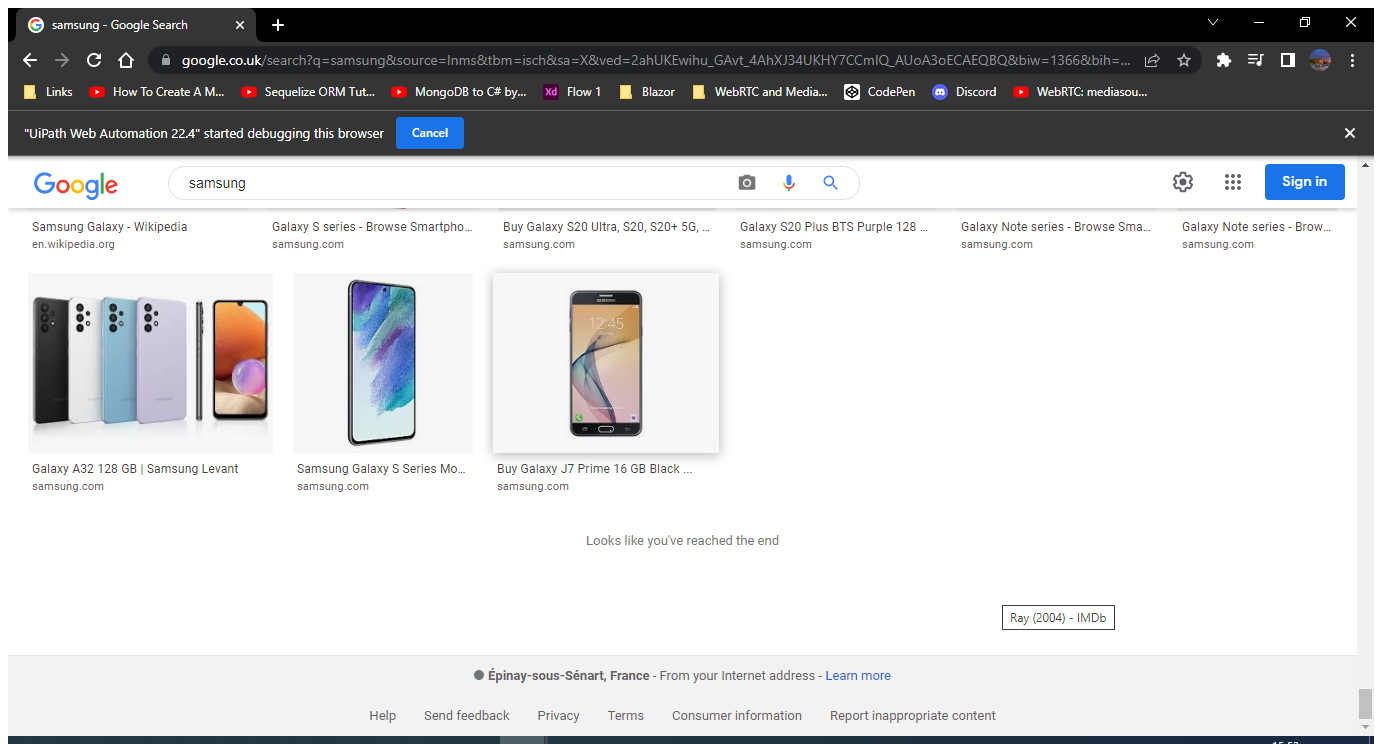 samsung - Google Search
google.co.uk/search?q=samsung&source=lnms&tbm=isch&sa=X&ved=2ahUKEwihu_GAvt_4AhXJ34UKHY7CCmIQ_AUoA3oECAEQBQ&biw=1366&bih=...
Links How To Create A M... Sequelize ORM Tut... MongoDB to C# by... Xd Flow 1 Blazor WebRTC and Media... CodePen Discord WebRTC: mediasou...
"UiPath Web Automation 22.4" started debugging this browser Cancel
Google samsung Sign in
Samsung Galaxy - Wikipedia Galaxy S series - Browse Smartpho... Buy Galaxy S20 Ultra, S20, S20+ 5G, ... Galaxy S20 Plus BTS Purple 128 ... Galaxy Note series - Browse Sma... Galaxy Note series - Brow...
en.wikipedia.org samsung.com samsung.com samsung.com samsung.com samsung.com
SAMSUNG
12:45
Galaxy A32 128 GB | Samsung Levant Samsung Galaxy S Series Mo... Buy Galaxy J7 Prime 16 GB Black ...
samsung.com samsung.com samsung.com
Looks like you've reached the end
Ray (2004) - IMDb
Épinay-sous-Sénart, France - From your Internet address - Learn more
Help Send feedback Privacy Terms Consumer information Report inappropriate content